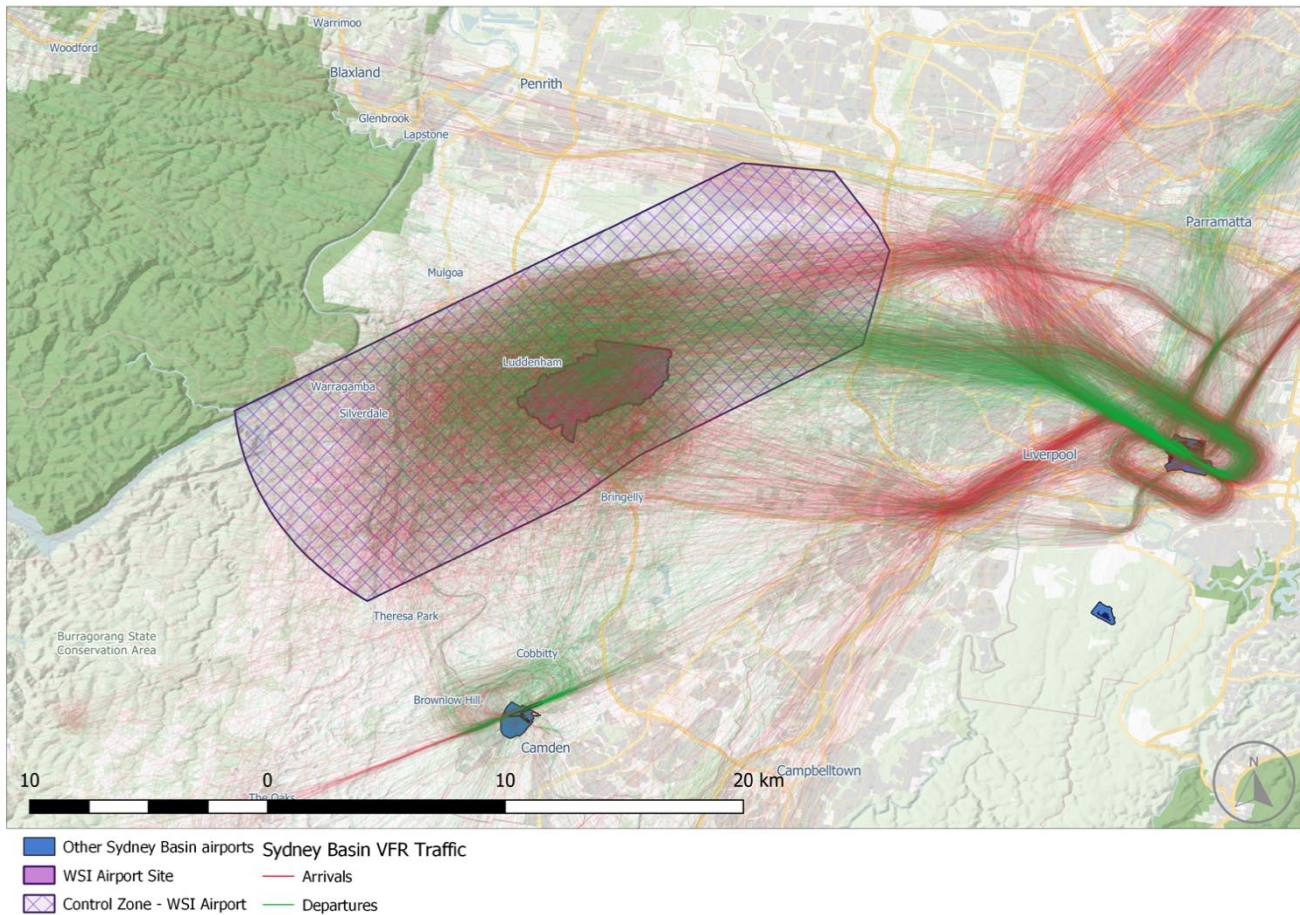 Warrimoo
Woodford
Blaxland
Penrith
Glenbrook
Lapstone
Parramatta
Mulgoa
Luddenham
Warragamba
Silverdale
Liverpool
Bringelly
Theresa Park
Burragorang State
Conservation Area
Cobbitty
Brownlow Hill
Camden
Campbelltown
The Oaks
N
10 0 10 20 km
Other Sydney Basin airports
WSI Airport Site
Control Zone - WSI Airport
Sydney Basin VFR Traffic
Arrivals
Departures